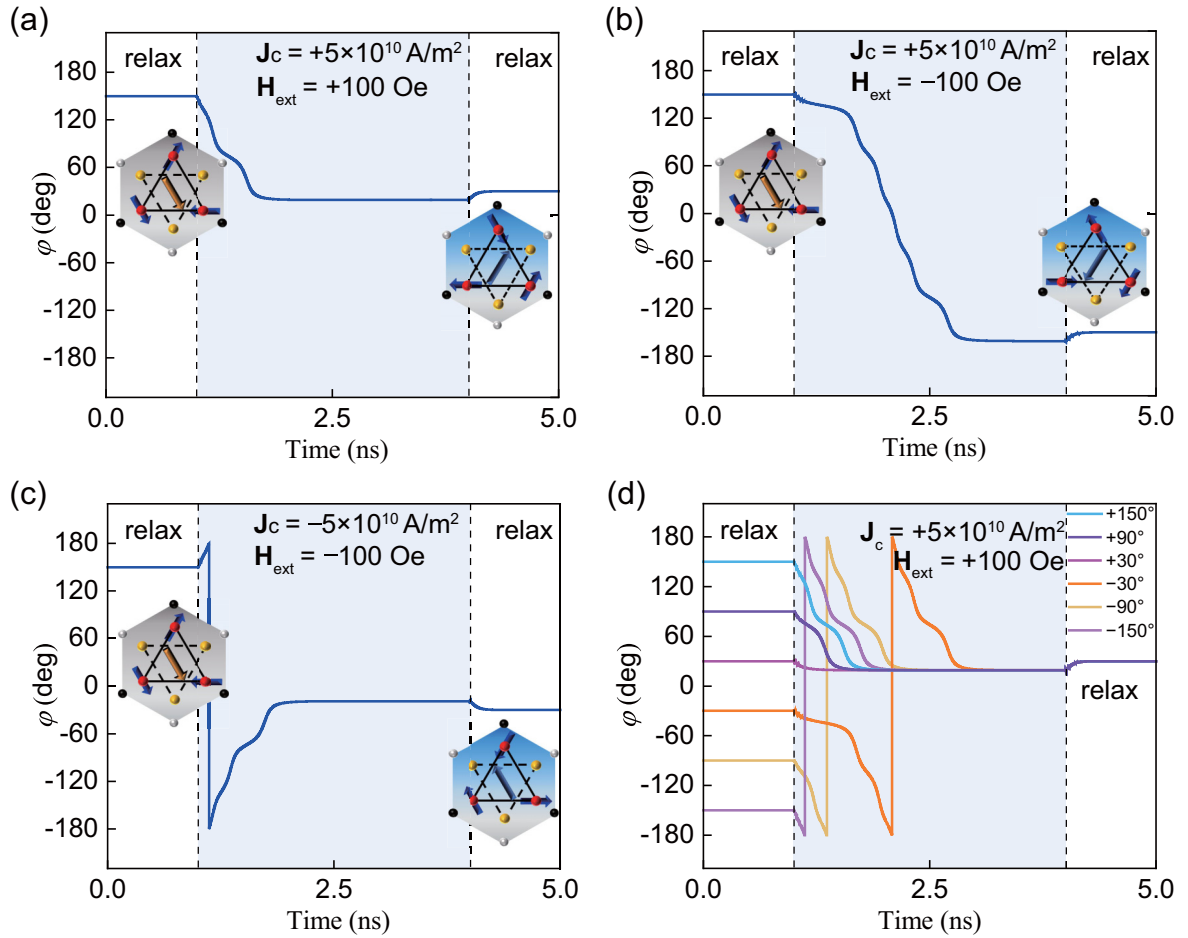 (a)
relax
Jc = +5×10¹⁰ A/m²
Hext = +100 Oe
relax
180
120
60
0
-60
-120
-180
φ (deg)
0.0
2.5
5.0
Time (ns)
(b)
relax
Jc = +5×10¹⁰ A/m²
Hext = −100 Oe
relax
180
120
60
0
-60
-120
-180
φ (deg)
0.0
2.5
5.0
Time (ns)
(c)
relax
Jc = −5×10¹⁰ A/m²
Hext = −100 Oe
relax
180
120
60
0
-60
-120
-180
φ (deg)
0.0
2.5
5.0
Time (ns)
(d)
relax
Jc = +5×10¹⁰ A/m²
Hext = +100 Oe
+150°
+90°
+30°
−30°
−90°
−150°
relax
180
120
60
0
-60
-120
-180
φ (deg)
0.0
2.5
5.0
Time (ns)